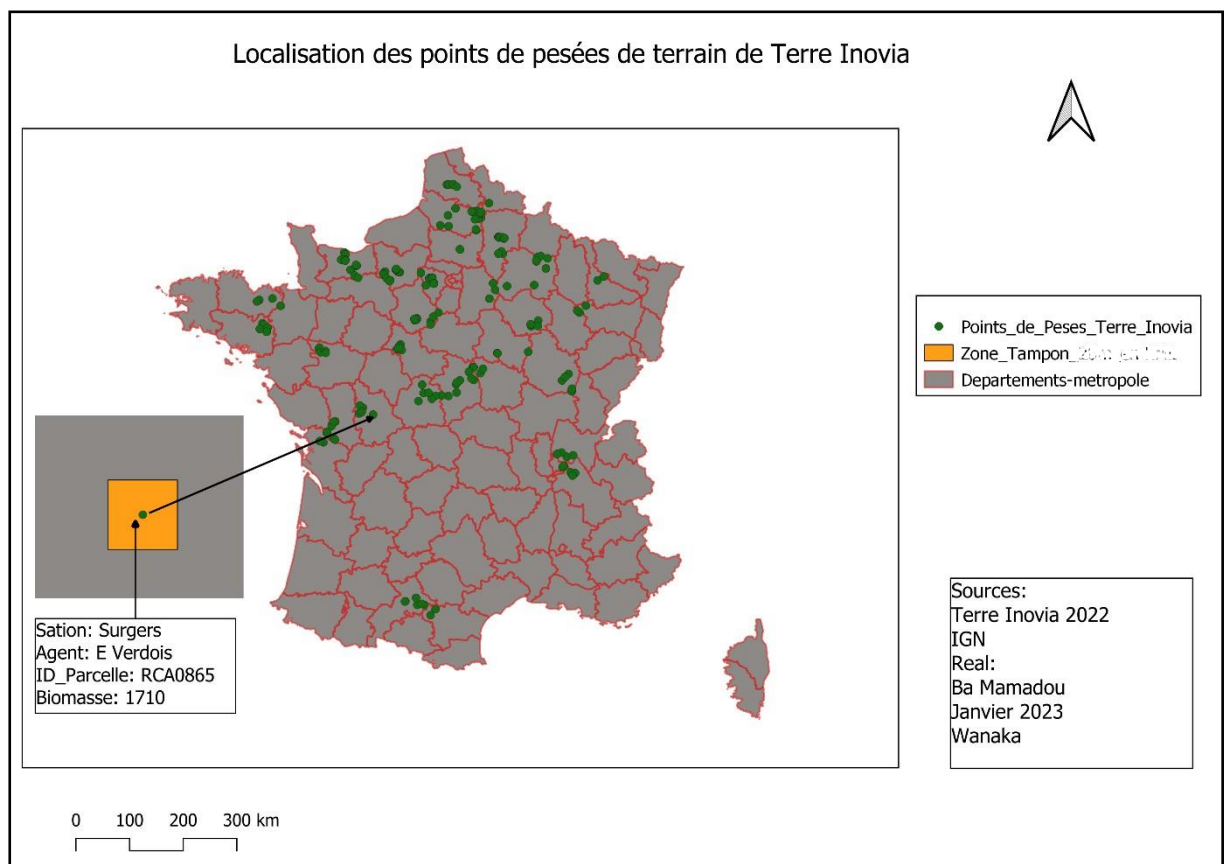 Localisation des points de pesées de terrain de Terre Inovia
Points_de_Peses_Terre_Inovia
Zone_Tampon_
Departements-metropole
Sation: Surgers
Agent: E Verdois
ID_Parcelle: RCA0865
Biomasse: 1710
Sources:
Terre Inovia 2022
IGN
Real:
Ba Mamadou
Janvier 2023
Wanaka
0 100 200 300 km